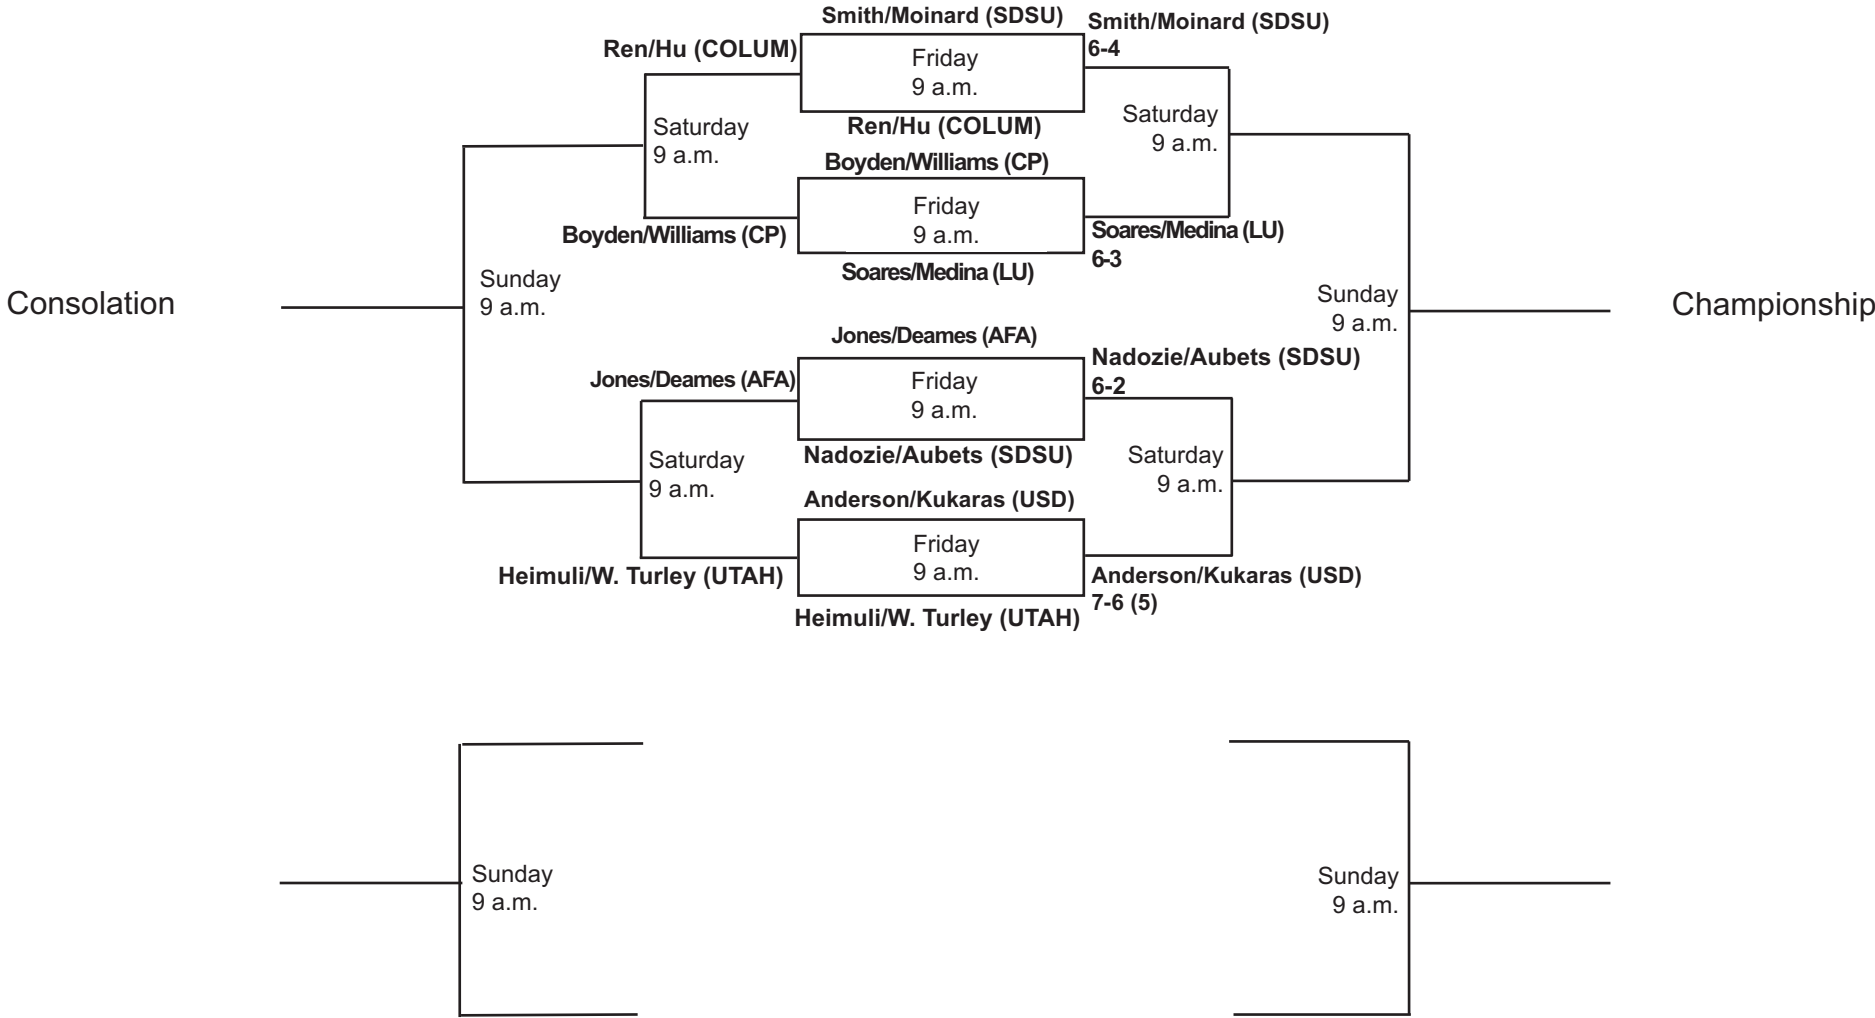 Smith/Moinard (SDSU)
Smith/Moinard (SDSU)
6-4
Ren/Hu (COLUM)
Friday
9 a.m.
Saturday
9 a.m.
Ren/Hu (COLUM)
Saturday
9 a.m.
Boyden/Williams (CP)
Friday
9 a.m.
Boyden/Williams (CP)
Soares/Medina (LU)
6-3
Soares/Medina (LU)
Sunday
9 a.m.
Consolation
Sunday
9 a.m.
Championship
Jones/Deames (AFA)
Nadozie/Aubets (SDSU)
6-2
Jones/Deames (AFA)
Friday
9 a.m.
Nadozie/Aubets (SDSU)
Saturday
9 a.m.
Saturday
9 a.m.
Anderson/Kukaras (USD)
Friday
9 a.m.
Heimuli/W. Turley (UTAH)
Anderson/Kukaras (USD)
7-6 (5)
Heimuli/W. Turley (UTAH)
Sunday
9 a.m.
Sunday
9 a.m.